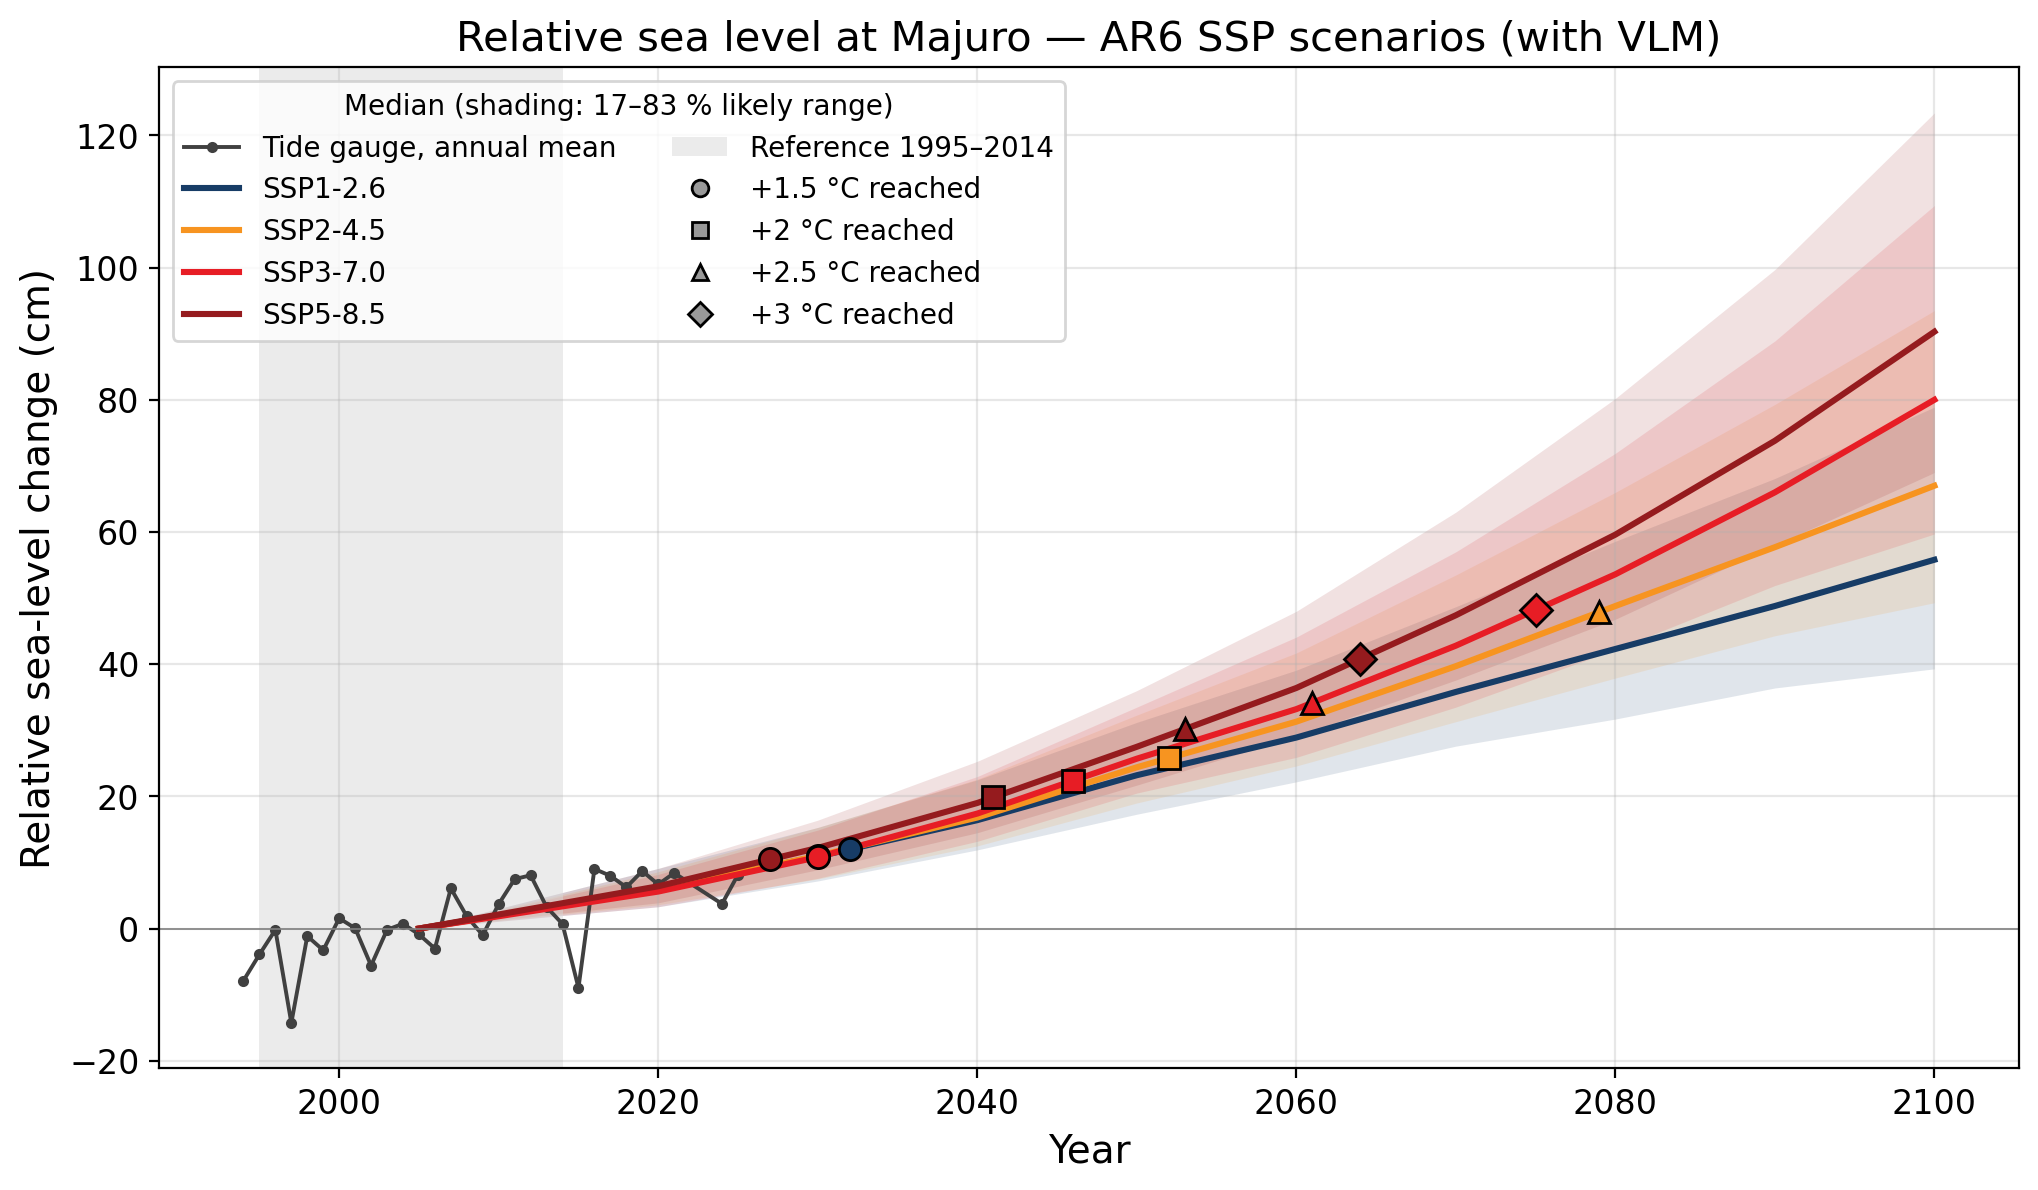 Relative sea level at Majuro — AR6 SSP scenarios (with VLM)
Median (shading: 17–83 % likely range)
Tide gauge, annual mean
SSP1-2.6
SSP2-4.5
SSP3-7.0
SSP5-8.5
Reference 1995–2014
+1.5 °C reached
+2 °C reached
+2.5 °C reached
+3 °C reached
Relative sea-level change (cm)
120
100
80
60
40
20
0
−20
2000 2020 2040 2060 2080 2100
Year